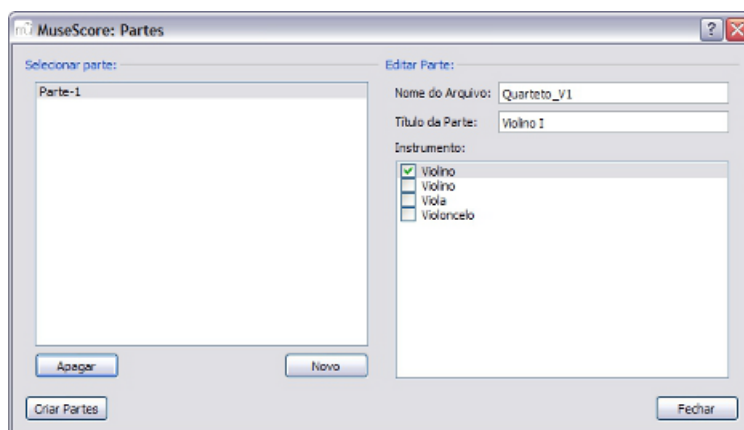 MuseScore: Partes
Selecionar parte:
Parte-1
Apagar
Novo
Criar Partes
Editar Parte:
Nome do Arquivo: Quarteto_V1
Título da Parte: Violino I
Instrumento:
Violino
Violino
Viola
Violoncelo
Fechar